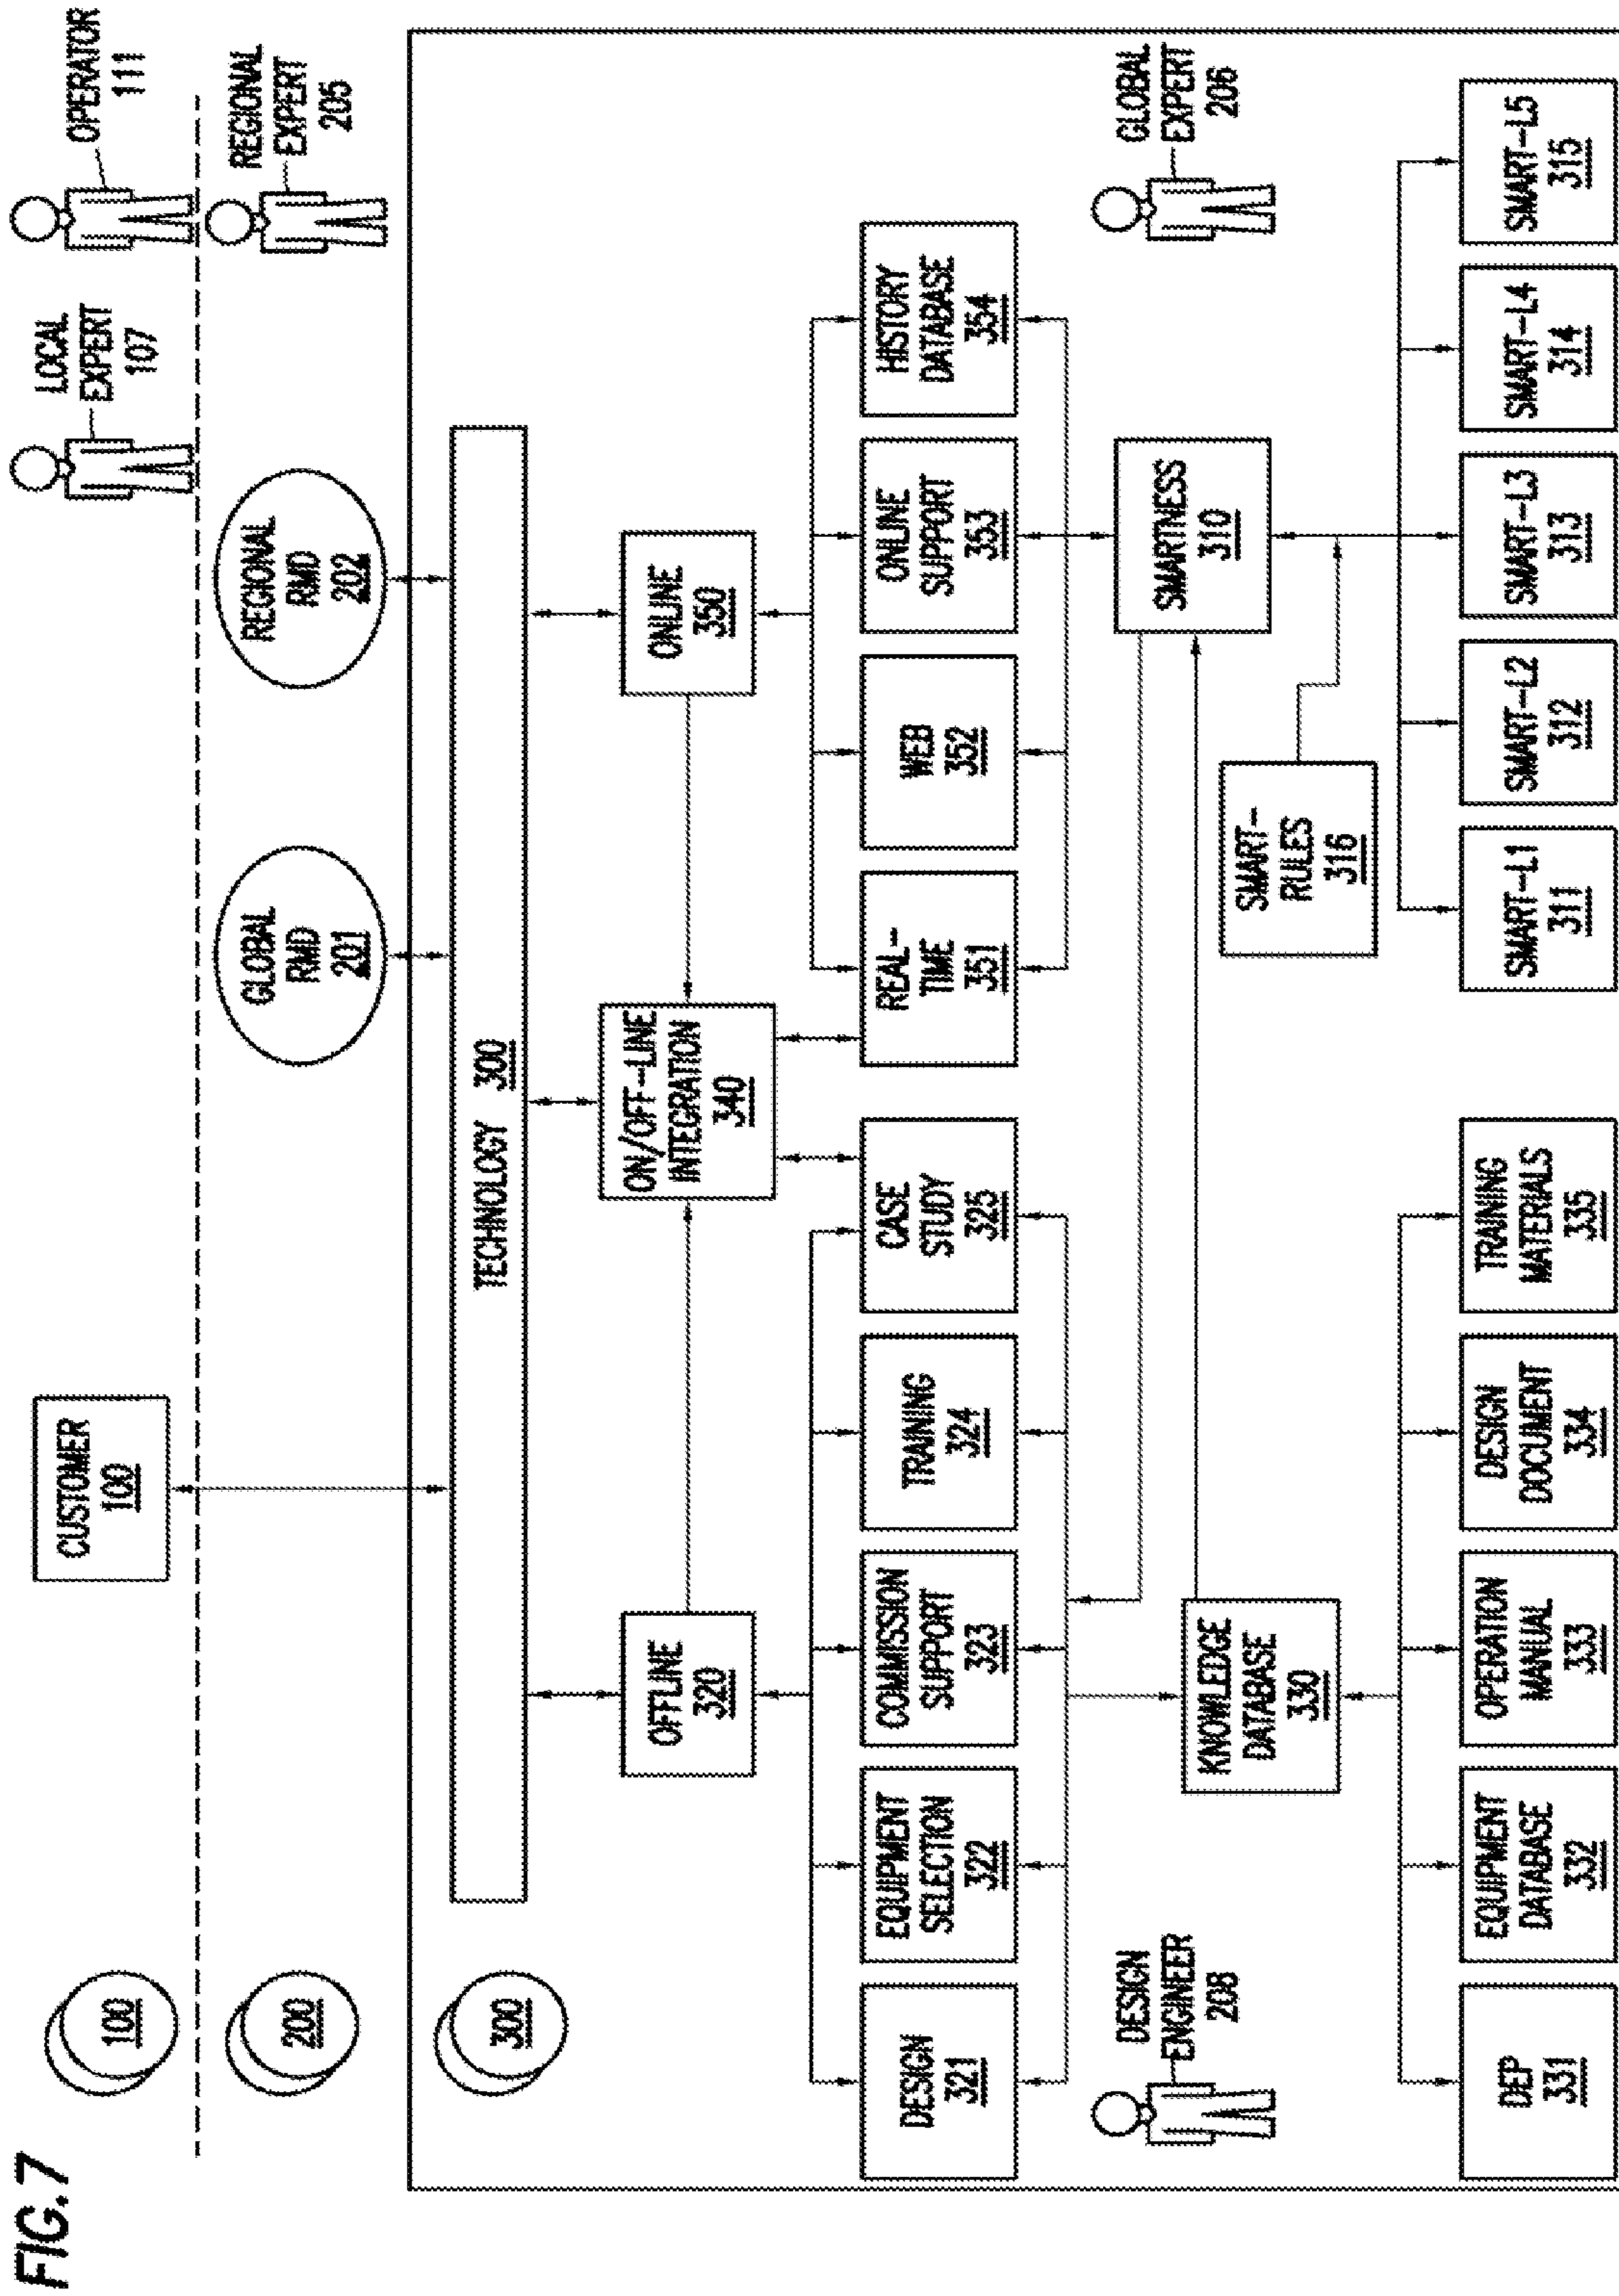 FIG.7
100
CUSTOMER
100
LOCAL
EXPERT
107
OPERATOR
111
200
GLOBAL
RMD
201
REGIONAL
RMD
202
REGIONAL
EXPERT
205
300
TECHNOLOGY 300
OFFLINE
320
ON/OFF-LINE
INTEGRATION
340
ONLINE
350
DESIGN
321
EQUIPMENT
SELECTION
322
COMMISSION
SUPPORT
323
TRAINING
324
CASE
STUDY
325
REAL-
TIME
351
WEB
352
ONLINE
SUPPORT
353
HISTORY
DATABASE
354
DESIGN
ENGINEER
208
KNOWLEDGE
DATABASE
330
SMART-
RULES
316
SMARTNESS
310
GLOBAL
EXPERT
206
DEP
331
EQUIPMENT
DATABASE
332
OPERATION
MANUAL
333
DESIGN
DOCUMENT
334
TRAINING
MATERIALS
335
SMART-L1
311
SMART-L2
312
SMART-L3
313
SMART-L4
314
SMART-L5
315